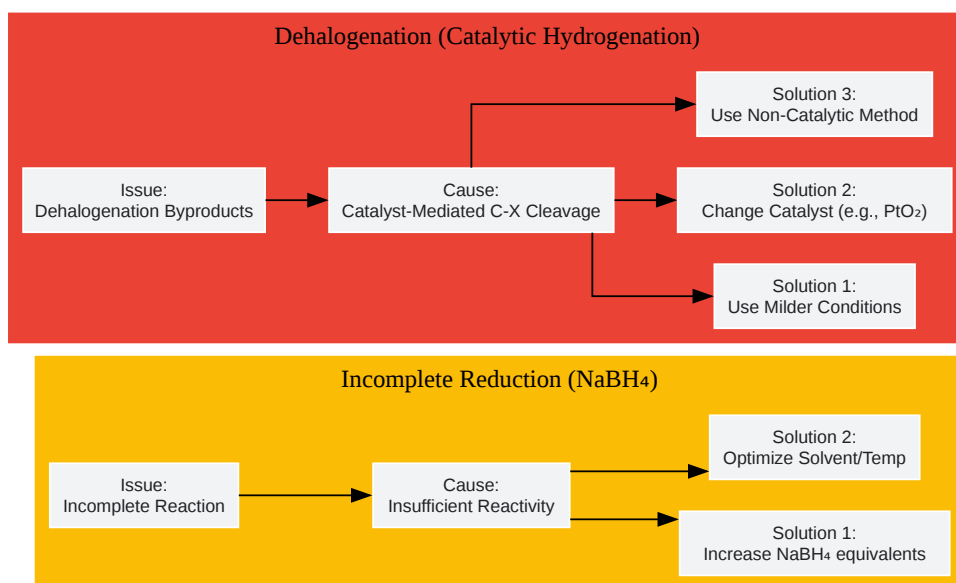 Dehalogenation (Catalytic Hydrogenation)
Solution 3:
Use Non-Catalytic Method
Issue:
Dehalogenation Byproducts
Cause:
Catalyst-Mediated C-X Cleavage
Solution 2:
Change Catalyst (e.g., PtO₂)
Solution 1:
Use Milder Conditions
Incomplete Reduction (NaBH₄)
Solution 2:
Optimize Solvent/Temp
Issue:
Incomplete Reaction
Cause:
Insufficient Reactivity
Solution 1:
Increase NaBH₄ equivalents